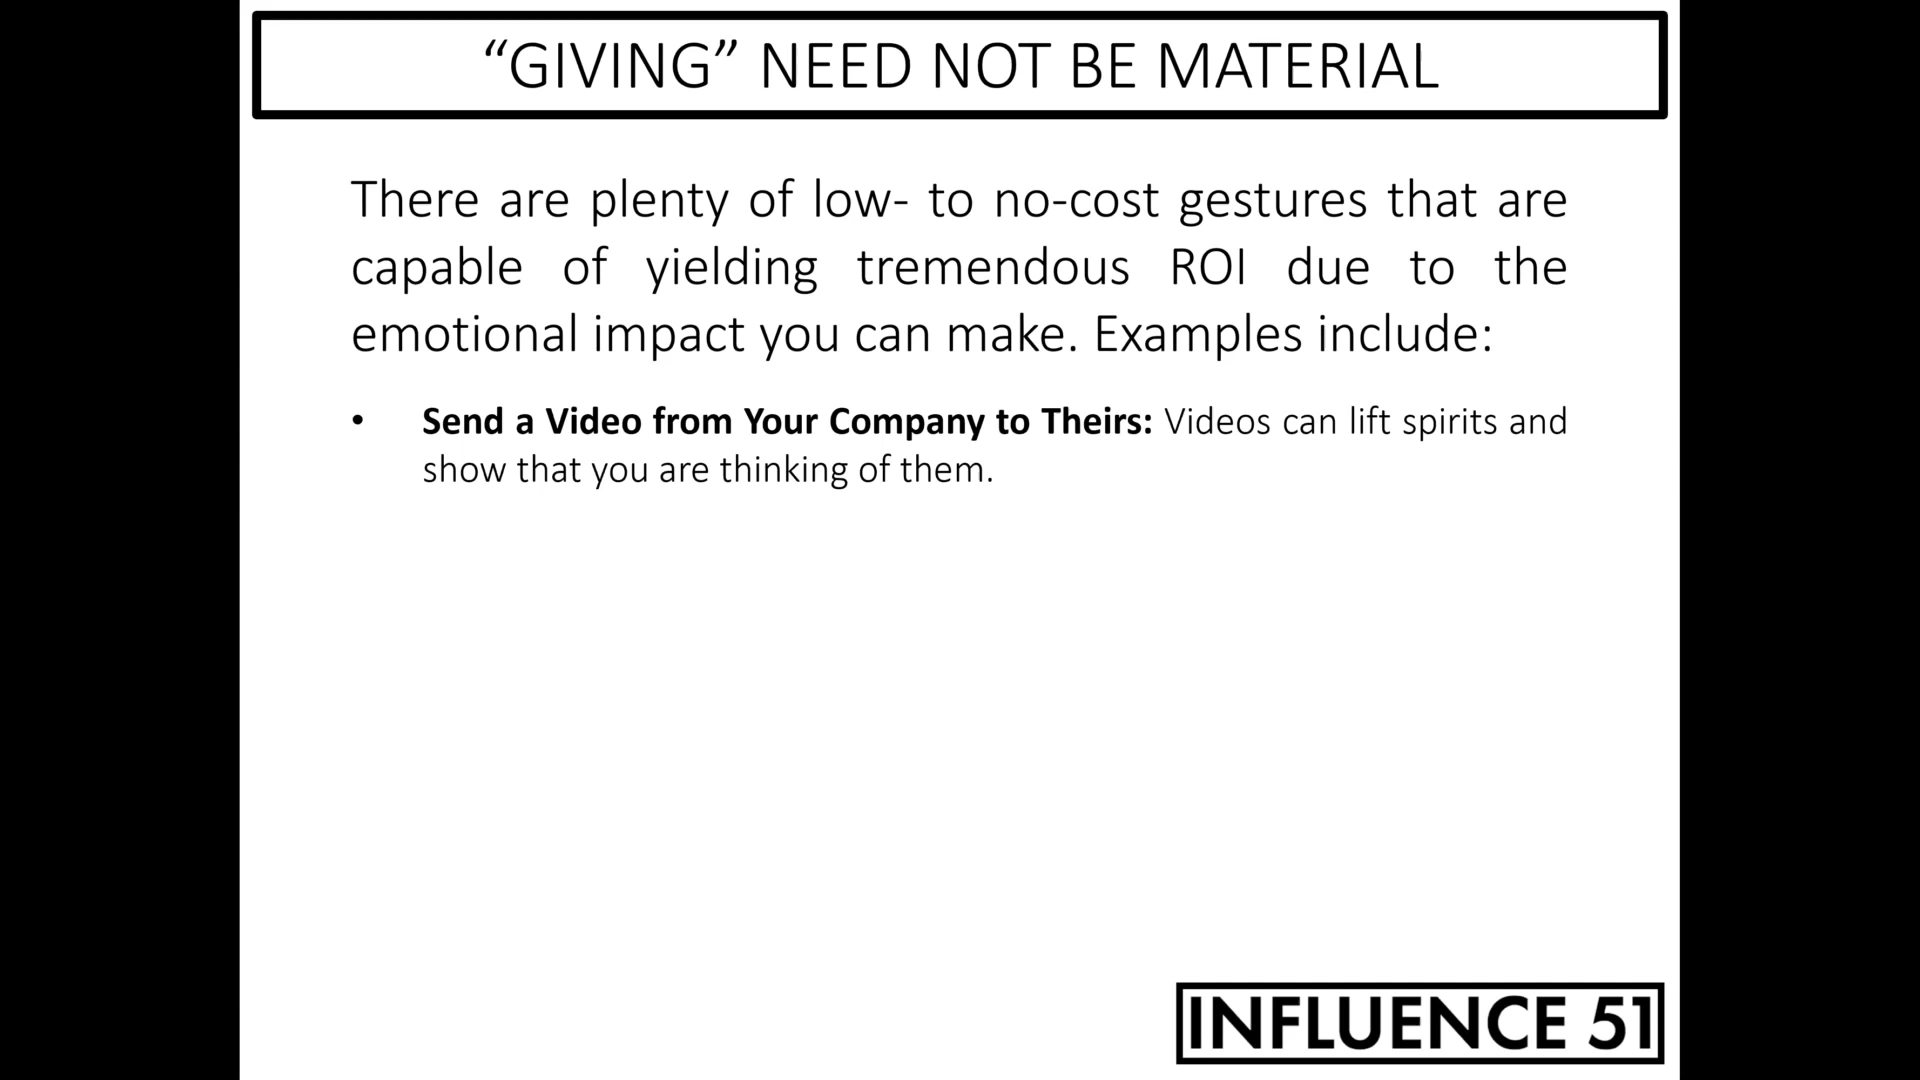 “GIVING” NEED NOT BE MATERIAL
There are plenty of low- to no-cost gestures that are
capable of yielding tremendous ROI due to the
emotional impact you can make. Examples include:
• Send a Video from Your Company to Theirs: Videos can lift spirits and
show that you are thinking of them.
INFLUENCE 51